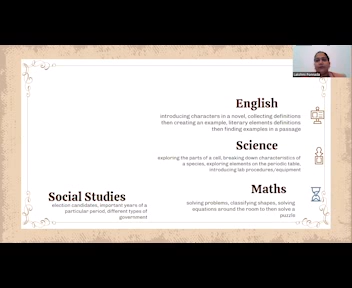 English
introducing characters in a novel, collecting definitions
then creating an example, literary elements definitions
then finding examples in a passage
Science
exploring the parts of a cell, breaking down characteristics of
a species, exploring elements on the periodic table,
introducing lab procedures/equipment
Maths
solving problems, classifying shapes, solving
equations around the room to then solve a
puzzle
Social Studies
election candidates, important years of a
particular period, different types of
government